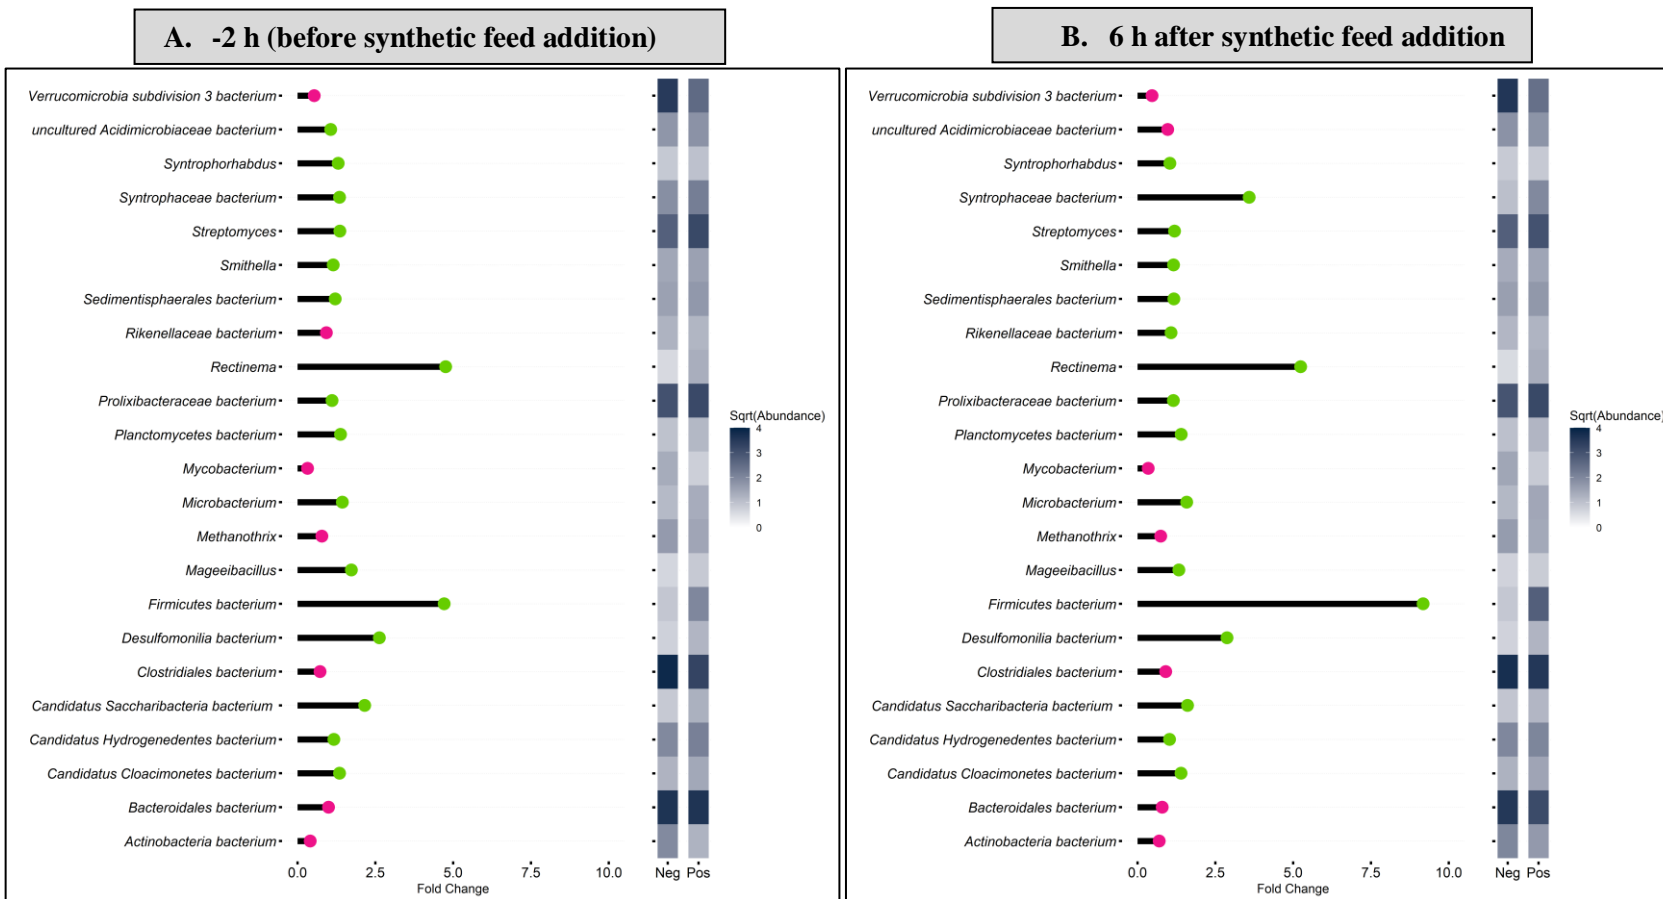 A. -2 h (before synthetic feed addition)
Verrucomicrobia subdivision 3 bacterium
uncultured Acidimicrobiaceae bacterium
Syntrophorhabdus
Syntrophaceae bacterium
Streptomyces
Smithella
Sedimentisphaerales bacterium
Rikenellaceae bacterium
Rectinema
Prolixibacteraceae bacterium
Planctomycetes bacterium
Mycobacterium
Microbacterium
Methanothrix
Mageeibacillus
Firmicutes bacterium
Desulfomonilia bacterium
Clostridiales bacterium
Candidatus Saccharibacteria bacterium
Candidatus Hydrogenedentes bacterium
Candidatus Cloacimonetes bacterium
Bacteroidales bacterium
Actinobacteria bacterium
0.0 2.5 5.0 7.5 10.0
Fold Change
Neg Pos
Sqrt(Abundance)
4
3
2
1
0
B. 6 h after synthetic feed addition
Verrucomicrobia subdivision 3 bacterium
uncultured Acidimicrobiaceae bacterium
Syntrophorhabdus
Syntrophaceae bacterium
Streptomyces
Smithella
Sedimentisphaerales bacterium
Rikenellaceae bacterium
Rectinema
Prolixibacteraceae bacterium
Planctomycetes bacterium
Mycobacterium
Microbacterium
Methanothrix
Mageeibacillus
Firmicutes bacterium
Desulfomonilia bacterium
Clostridiales bacterium
Candidatus Saccharibacteria bacterium
Candidatus Hydrogenedentes bacterium
Candidatus Cloacimonetes bacterium
Bacteroidales bacterium
Actinobacteria bacterium
0.0 2.5 5.0 7.5 10.0
Fold Change
Neg Pos
Sqrt(Abundance)
4
3
2
1
0